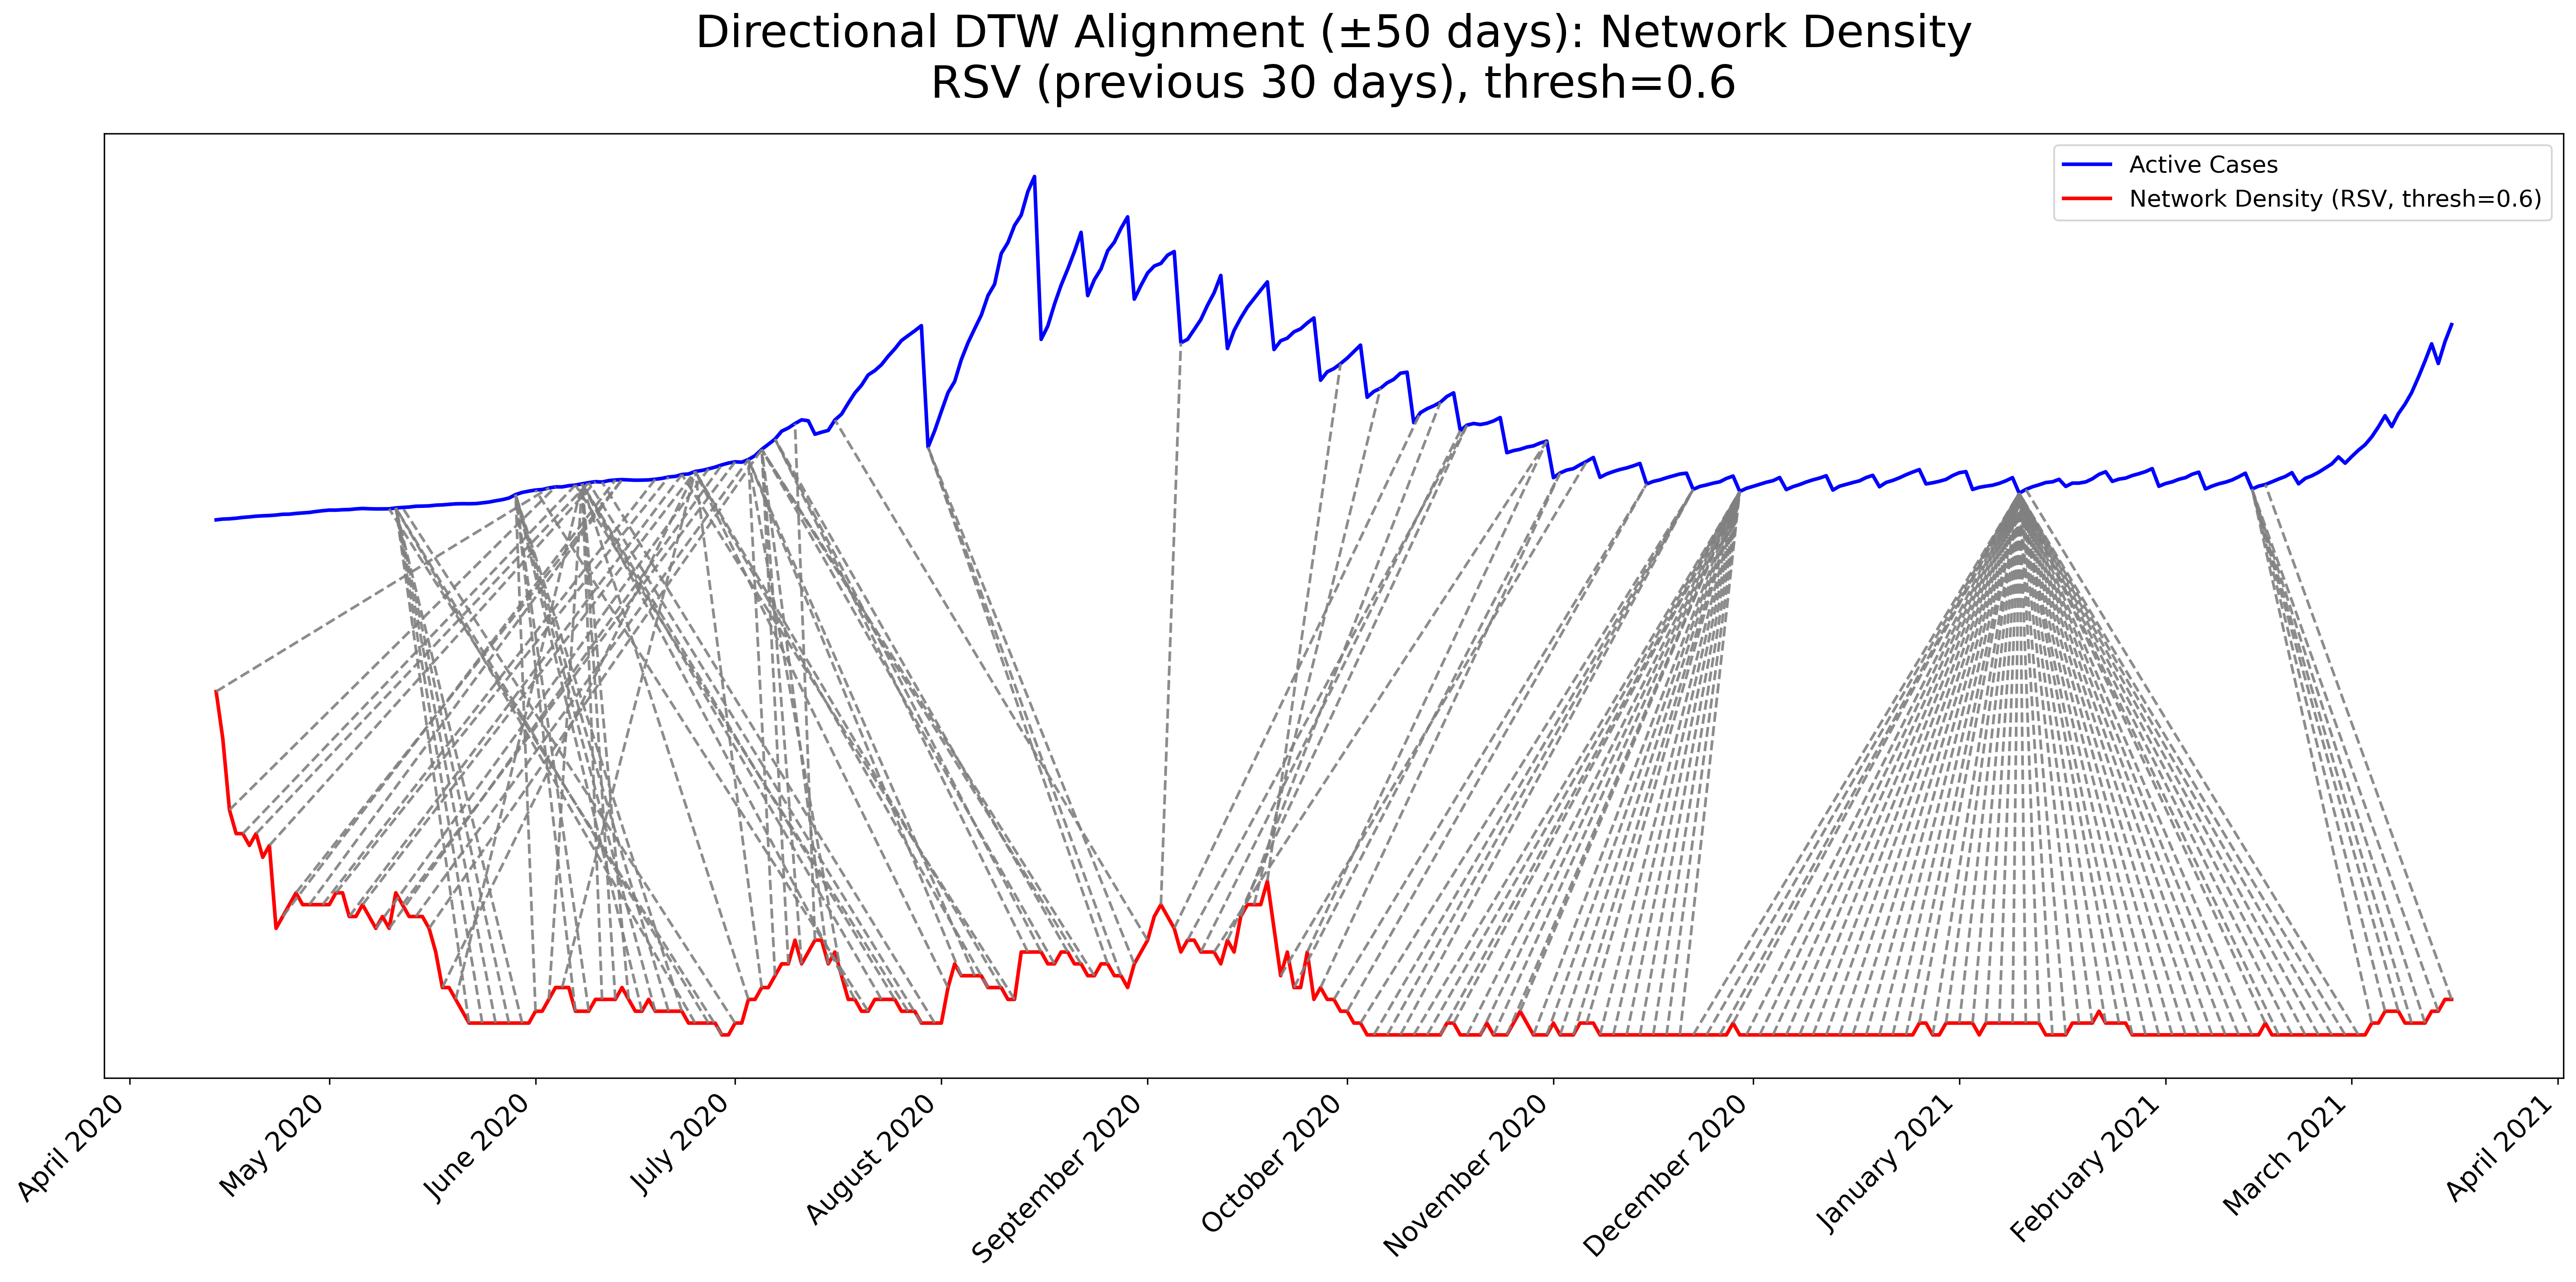 Directional DTW Alignment (±50 days): Network Density
RSV (previous 30 days), thresh=0.6
Active Cases
Network Density (RSV, thresh=0.6)
April 2020
May 2020
June 2020
July 2020
August 2020
September 2020
October 2020
November 2020
December 2020
January 2021
February 2021
March 2021
April 2021